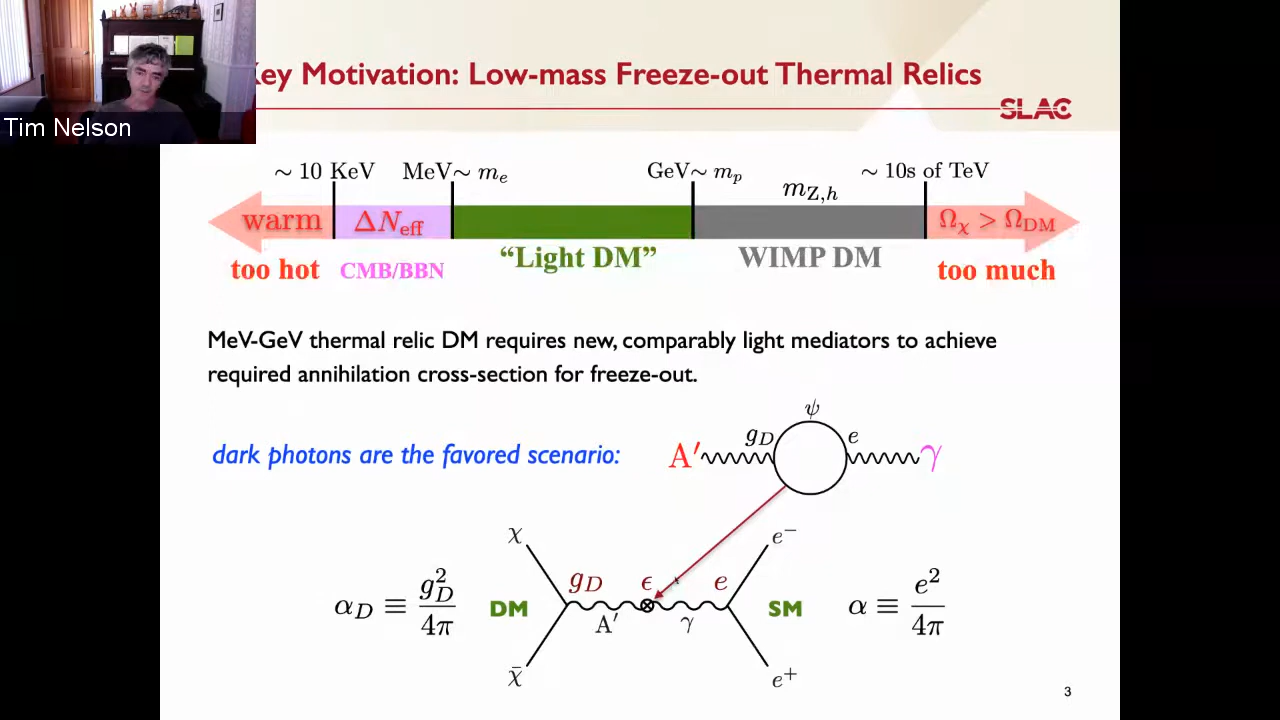 Key Motivation: Low-mass Freeze-out Thermal Relics
SLAC
Tim Nelson
~ 10 KeV MeV~ mₑ GeV~ mₚ ~ 10s of TeV
m_{Z,h}
warm ΔN_eff Ω_χ > Ω_DM
too hot CMB/BBN “Light DM” WIMP DM too much
MeV-GeV thermal relic DM requires new, comparably light mediators to achieve
required annihilation cross-section for freeze-out.
ψ
g_D e
dark photons are the favored scenario: A′ γ
χ e⁻
g_D ϵ e
α_D ≡ g_D²/4π DM SM α ≡ e²/4π
A′ γ
χ̄ e⁺
3